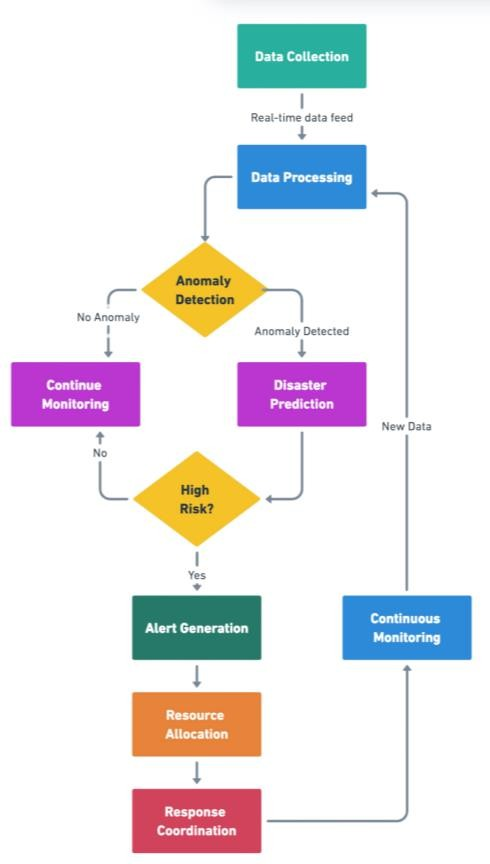 Data Collection
Real-time data feed
Data Processing
Anomaly
Detection
No Anomaly
Anomaly Detected
Continue
Monitoring
Disaster
Prediction
New Data
No
High
Risk?
Yes
Alert Generation
Continuous
Monitoring
Resource
Allocation
Response
Coordination